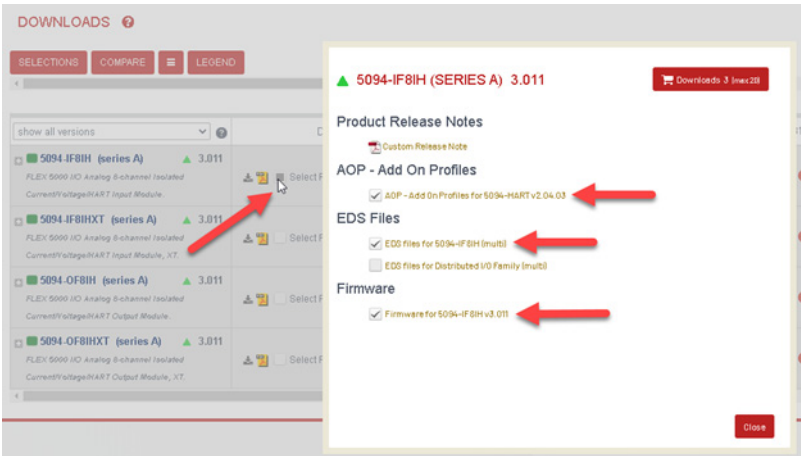 DOWNLOADS
SELECTIONS COMPARE LEGEND
show all versions
5094-IF8IH (series A) 3.011
FLEX 5000 I/O Analog 8-channel Isolated
Current/Voltage/HART Input Module.
Select F
5094-IF8IHXT (series A) 3.011
FLEX 5000 I/O Analog 8-channel Isolated
Current/Voltage/HART Input Module, XT.
Select F
5094-OF8IH (series A) 3.011
FLEX 5000 I/O Analog 8-channel Isolated
Current/Voltage/HART Output Module.
Select F
5094-OF8IHXT (series A) 3.011
FLEX 5000 I/O Analog 8-channel Isolated
Current/Voltage/HART Output Module, XT.
Select F
5094-IF8IH (SERIES A) 3.011
Downloads 3 (max 20)
Product Release Notes
Custom Release Note
AOP - Add On Profiles
AOP - Add On Profiles for 5094-HART v2.04.03
EDS Files
EDS files for 5094-IF8IH (multi)
EDS files for Distributed I/O Family (multi)
Firmware
Firmware for 5094-IF8IH v3.011
Close